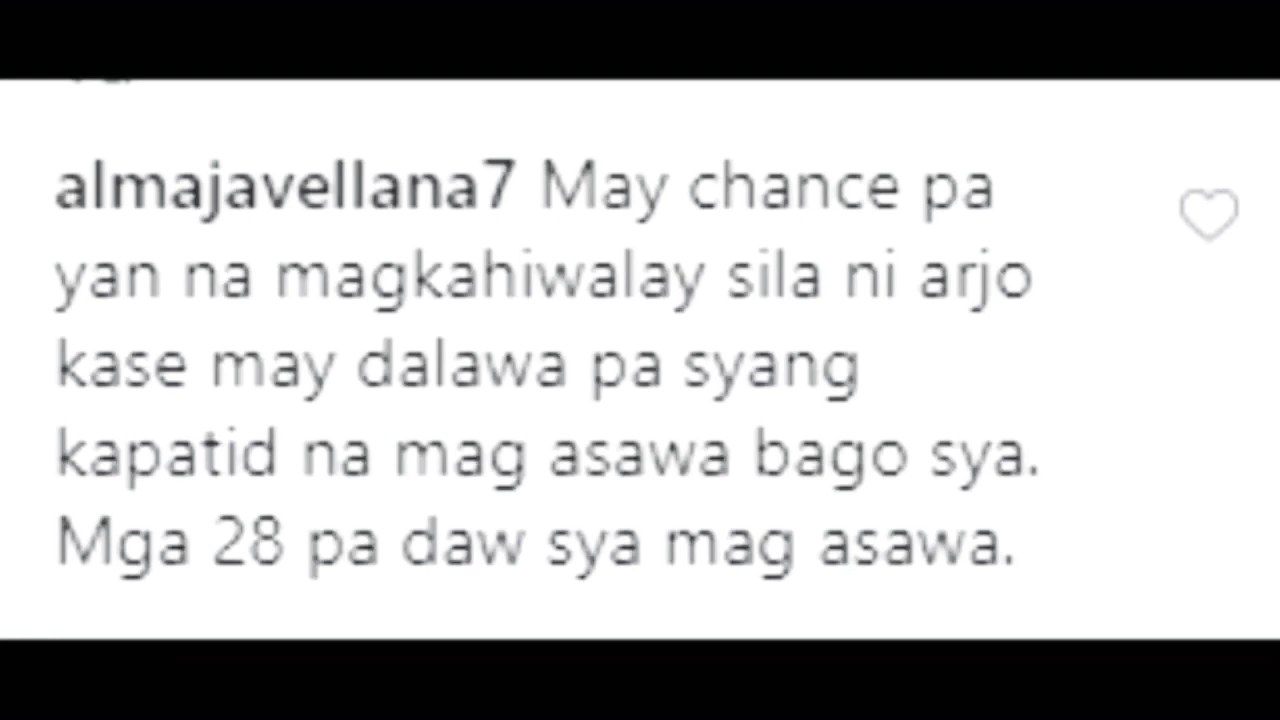 almajavellana7 May chance pa
yan na magkahiwalay sila ni arjo
kase may dalawa pa syang
kapatid na mag asawa bago sya.
Mga 28 pa daw sya mag asawa.